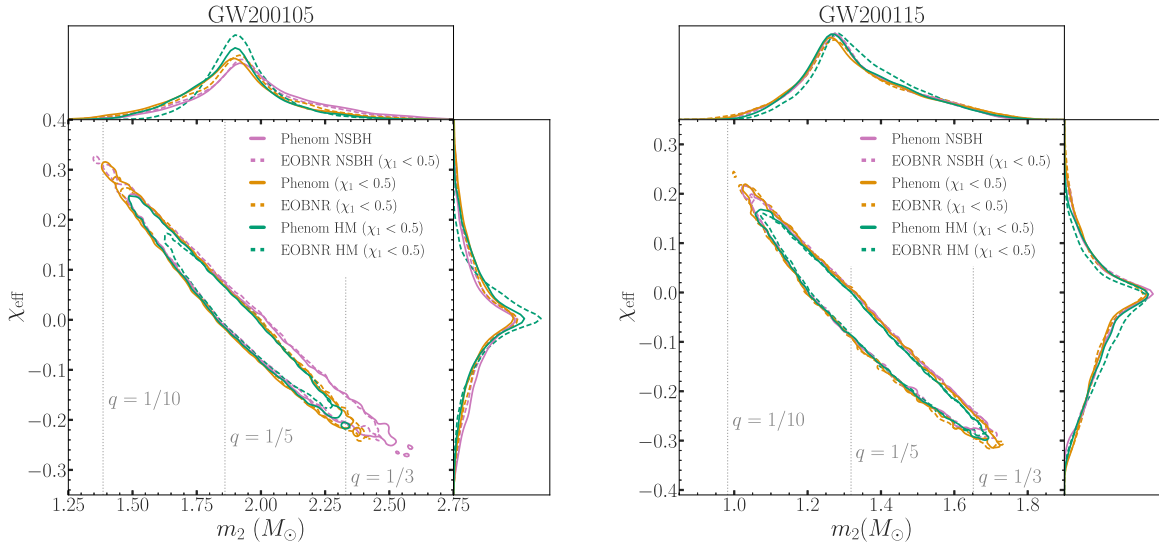 GW200105
0.4
0.3
0.2
0.1
0.0
−0.1
−0.2
−0.3
χeff
Phenom NSBH
EOBNR NSBH (χ1 < 0.5)
Phenom (χ1 < 0.5)
EOBNR (χ1 < 0.5)
Phenom HM (χ1 < 0.5)
EOBNR HM (χ1 < 0.5)
q = 1/10
q = 1/5
q = 1/3
1.25 1.50 1.75 2.00 2.25 2.50 2.75
m2 (M⊙)
GW200115
0.4
0.3
0.2
0.1
0.0
−0.1
−0.2
−0.3
−0.4
χeff
Phenom NSBH
EOBNR NSBH (χ1 < 0.5)
Phenom (χ1 < 0.5)
EOBNR (χ1 < 0.5)
Phenom HM (χ1 < 0.5)
EOBNR HM (χ1 < 0.5)
q = 1/10
q = 1/5
q = 1/3
1.0 1.2 1.4 1.6 1.8
m2(M⊙)